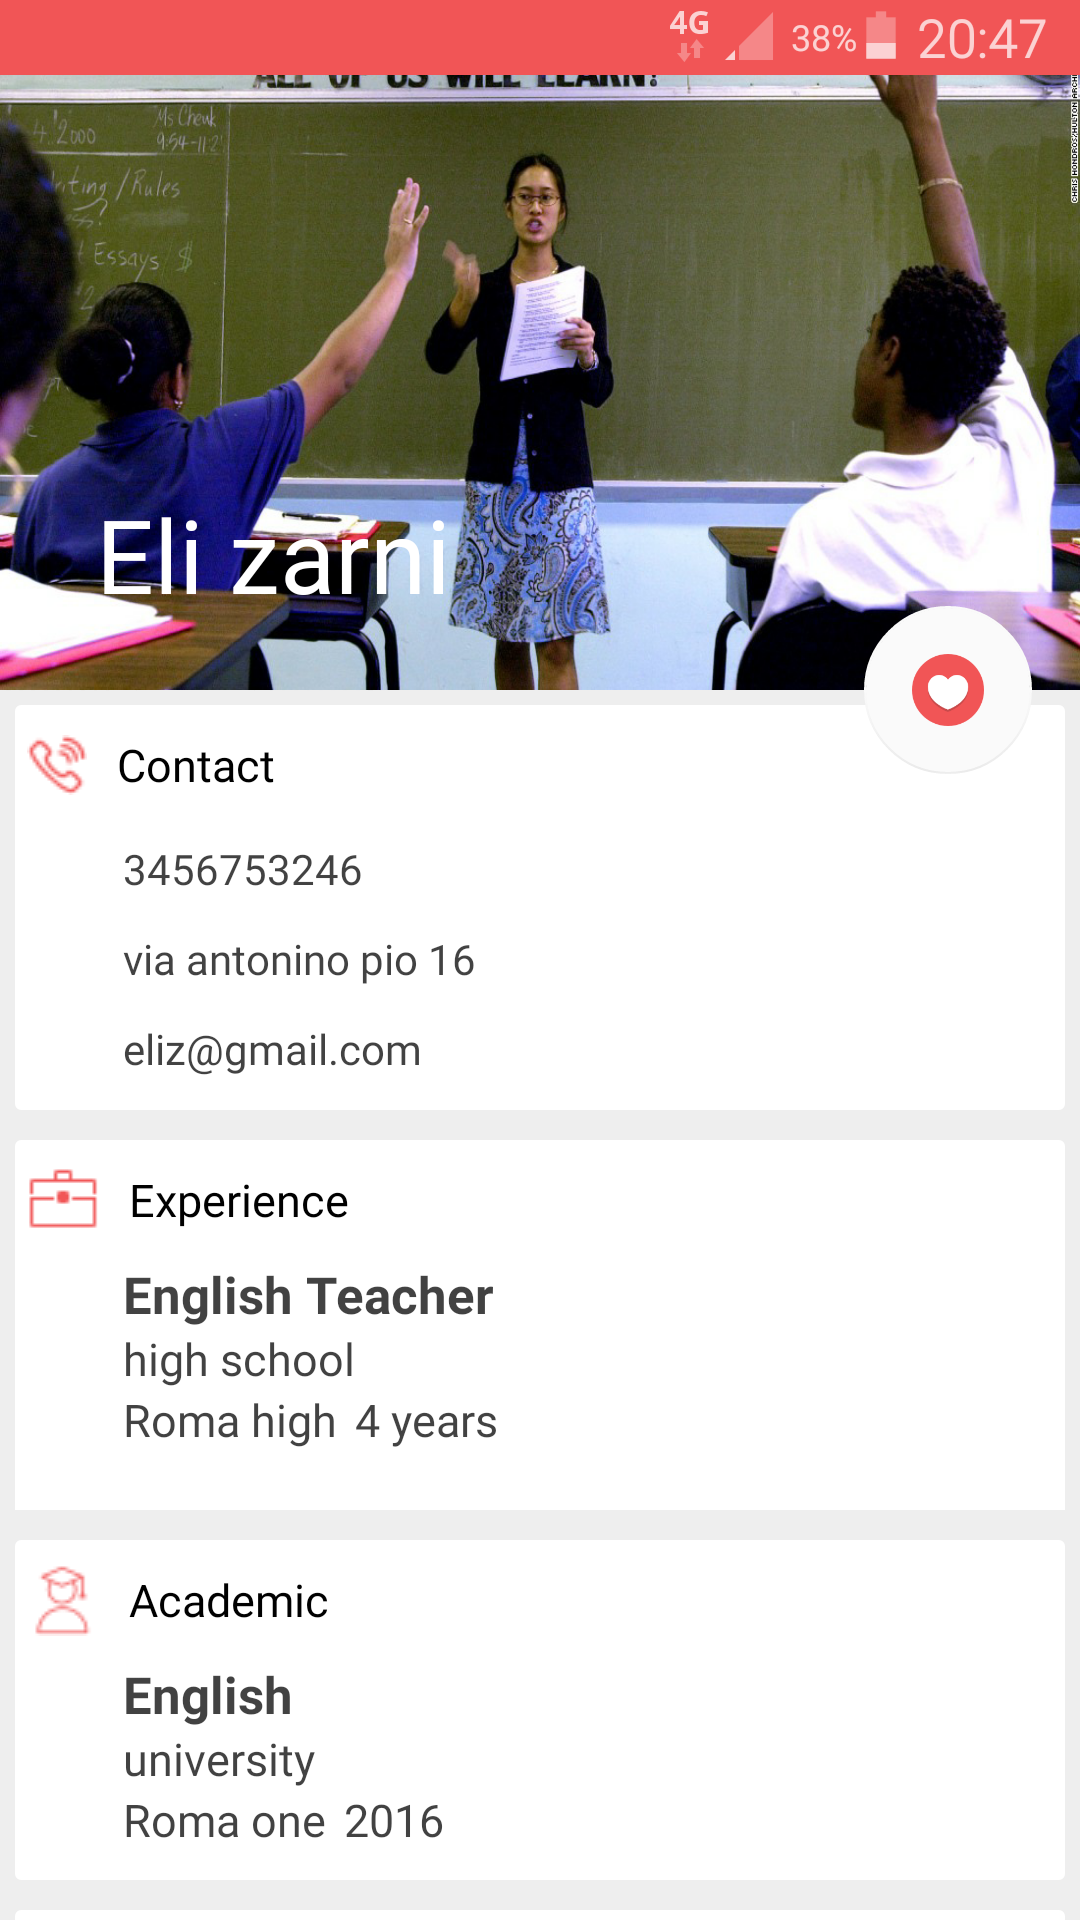 4G 38% 20:47
ALL OF US WILL LEARN!
Ms Cheuk
4. 2000
9:54-11:2
Writing / Rules
Essays $
CHRIS HONDROS/HULTON ARCHI
Eli zarni
Contact
3456753246
via antonino pio 16
eliz@gmail.com
Experience
English Teacher
high school
Roma high 4 years
Academic
English
university
Roma one 2016